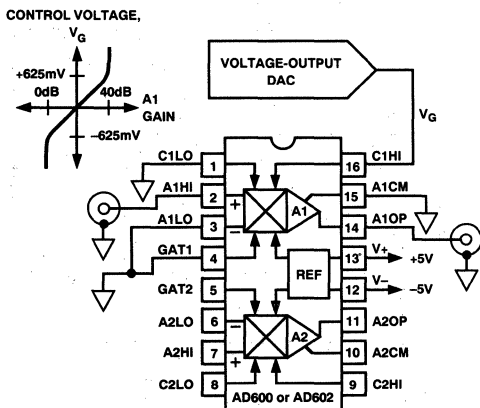 CONTROL VOLTAGE,
VG
+625mV
0dB
40dB
A1
GAIN
–625mV
VOLTAGE-OUTPUT
DAC
VG
C1LO
1
16
C1HI
A1HI
2
15
A1CM
A1LO
3
14
A1OP
GAT1
4
13
V+
+5V
GAT2
5
12
V–
–5V
A2LO
6
11
A2OP
A2HI
7
10
A2CM
C2LO
8
9
C2HI
+
–
A1
REF
–
+
A2
AD600 or AD602